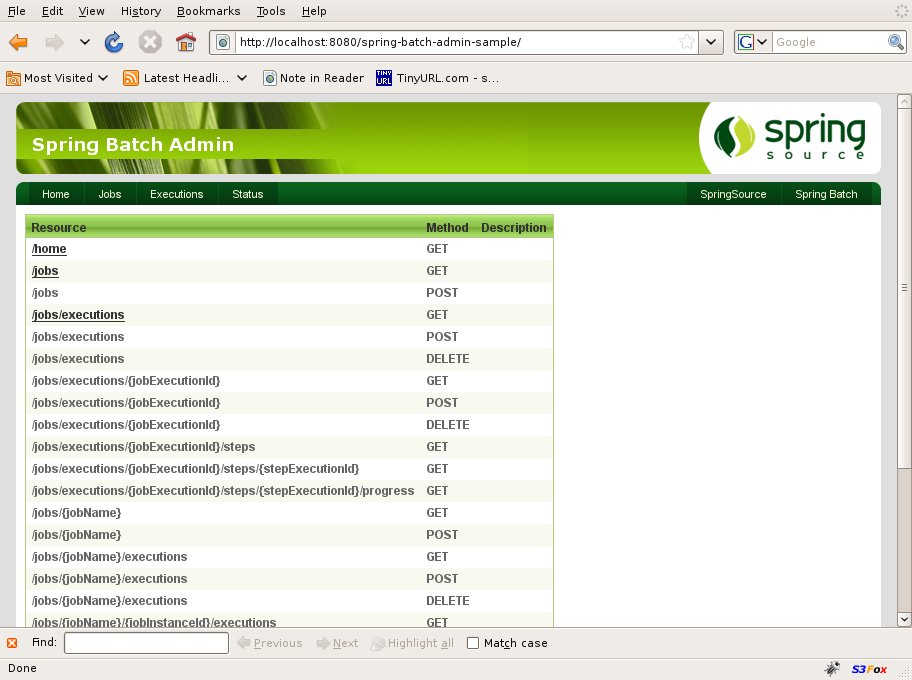 File Edit View History Bookmarks Tools Help
http://localhost:8080/spring-batch-admin-sample/ G Google
Most Visited Latest Headli... TINY URL Note in Reader TinyURL.com - s...
Spring Batch Admin
spring
source
Home Jobs Executions Status SpringSource Spring Batch
Resource Method Description
/home GET
/jobs GET
/jobs POST
/jobs/executions GET
/jobs/executions POST
/jobs/executions DELETE
/jobs/executions/{jobExecutionId} GET
/jobs/executions/{jobExecutionId} POST
/jobs/executions/{jobExecutionId} DELETE
/jobs/executions/{jobExecutionId}/steps GET
/jobs/executions/{jobExecutionId}/steps/{stepExecutionId} GET
/jobs/executions/{jobExecutionId}/steps/{stepExecutionId}/progress GET
/jobs/{jobName} GET
/jobs/{jobName} POST
/jobs/{jobName}/executions GET
/jobs/{jobName}/executions POST
/jobs/{jobName}/executions DELETE
/jobs/{jobName}/{jobInstanceId}/executions GET
Find: Previous Next Highlight all Match case
Done S3Fox